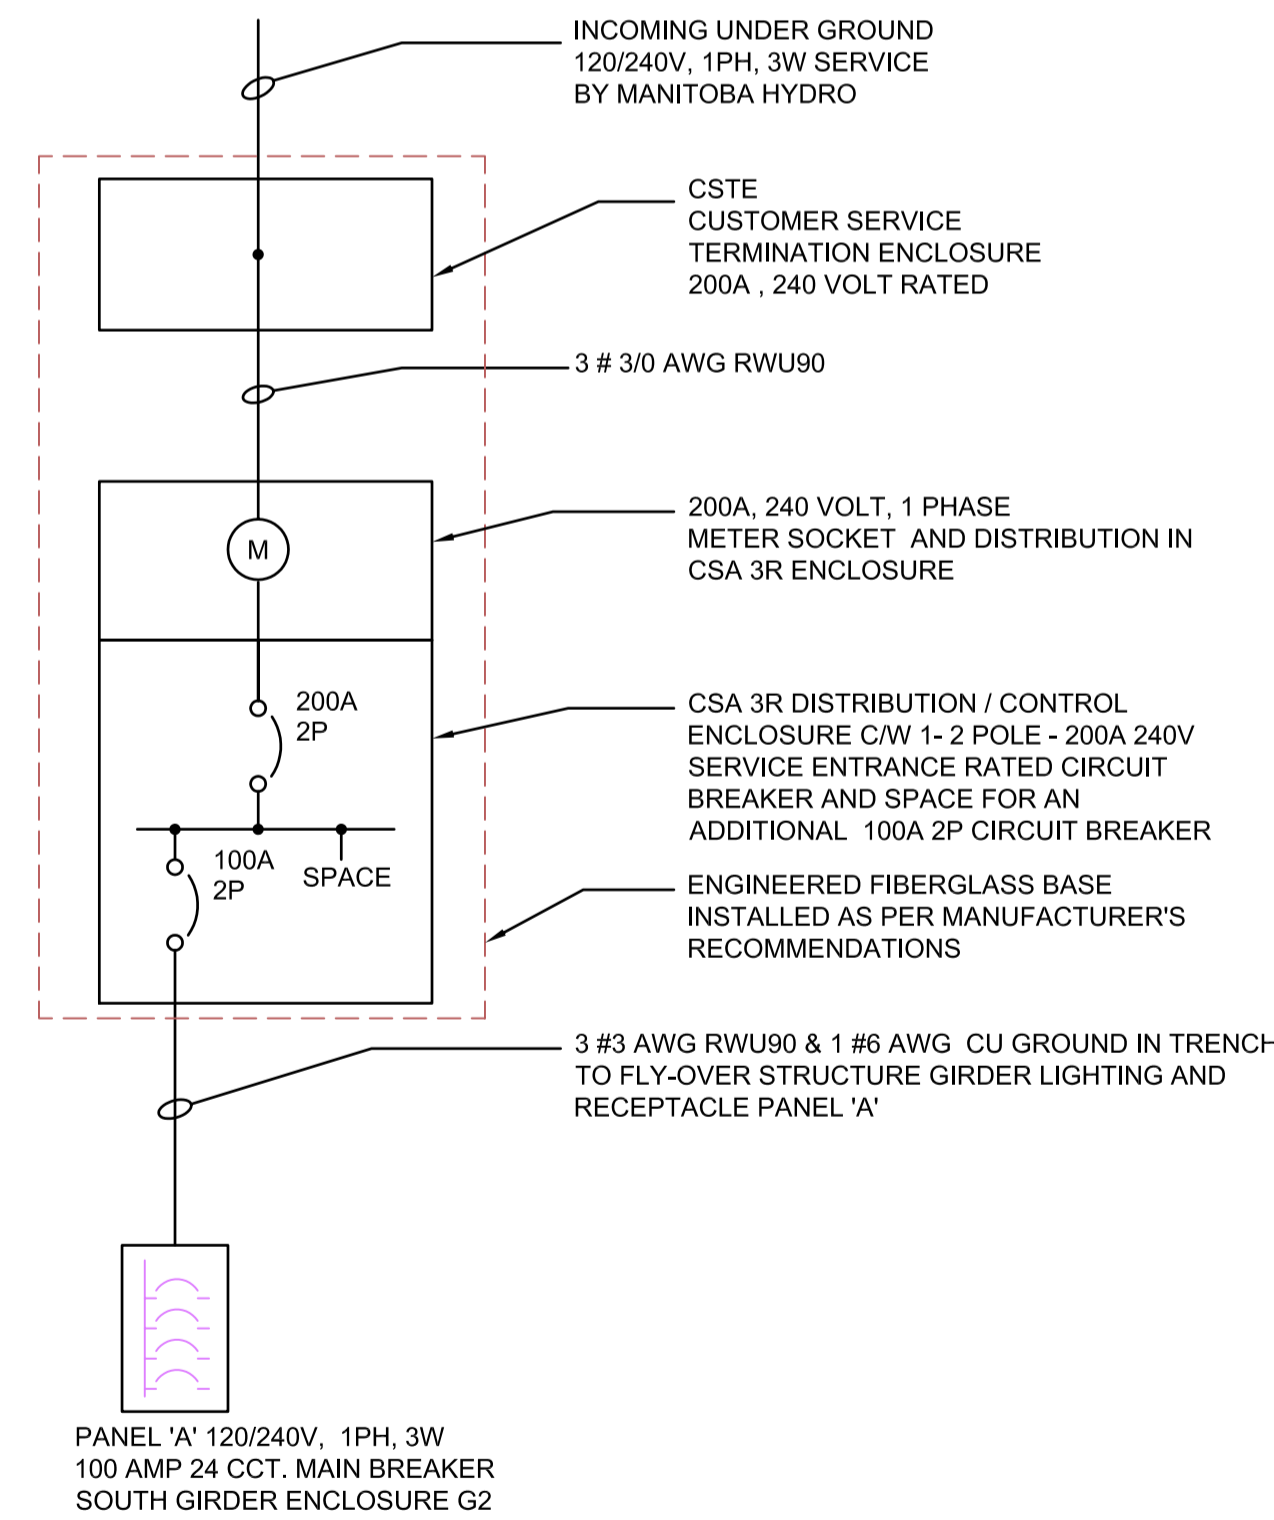 INCOMING UNDER GROUND
120/240V, 1PH, 3W SERVICE
BY MANITOBA HYDRO
CSTE
CUSTOMER SERVICE
TERMINATION ENCLOSURE
200A , 240 VOLT RATED
3 # 3/0 AWG RWU90
200A, 240 VOLT, 1 PHASE
METER SOCKET AND DISTRIBUTION IN
CSA 3R ENCLOSURE
M
200A
2P
CSA 3R DISTRIBUTION / CONTROL
ENCLOSURE C/W 1- 2 POLE - 200A 240V
SERVICE ENTRANCE RATED CIRCUIT
BREAKER AND SPACE FOR AN
ADDITIONAL 100A 2P CIRCUIT BREAKER
100A
2P
SPACE
ENGINEERED FIBERGLASS BASE
INSTALLED AS PER MANUFACTURER'S
RECOMMENDATIONS
3 #3 AWG RWU90 & 1 #6 AWG CU GROUND IN TRENCH
TO FLY-OVER STRUCTURE GIRDER LIGHTING AND
RECEPTACLE PANEL 'A'
PANEL 'A' 120/240V, 1PH, 3W
100 AMP 24 CCT. MAIN BREAKER
SOUTH GIRDER ENCLOSURE G2